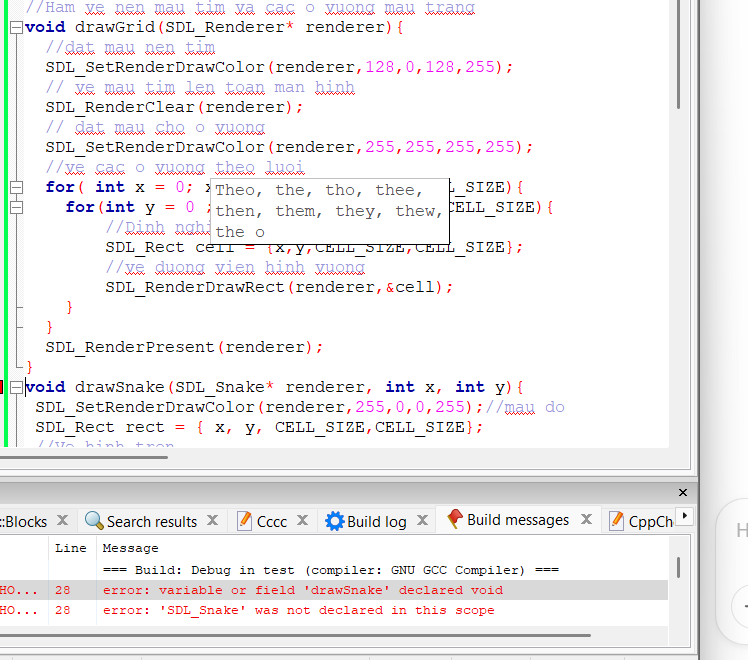 //Ham ve nen mau tim va cac o vuong mau trang
void drawGrid(SDL_Renderer* renderer){
//dat mau nen tim
SDL_SetRenderDrawColor(renderer,128,0,128,255);
// ve mau tim len toan man hinh
SDL_RenderClear(renderer);
// dat mau cho o vuong
SDL_SetRenderDrawColor(renderer,255,255,255,255);
//ve cac o vuong theo luoi
for( int x = 0; L_SIZE){
Theo, the, tho, thee,
for(int y = 0 ; CELL_SIZE){
then, them, they, thew,
//Dinh nghi
the o
SDL_Rect cell = {x,y,CELL_SIZE,CELL_SIZE};
//ve duong vien hinh vuong
SDL_RenderDrawRect(renderer,&cell);
}
}
SDL_RenderPresent(renderer);
}
void drawSnake(SDL_Snake* renderer, int x, int y){
SDL_SetRenderDrawColor(renderer,255,0,0,255);//mau do
SDL_Rect rect = { x, y, CELL_SIZE,CELL_SIZE};
//Ve hinh tron
::Blocks X Search results X Cccc X Build log X Build messages X CppCh
Line Message
=== Build: Debug in test (compiler: GNU GCC Compiler) ===
HO... 28 error: variable or field 'drawSnake' declared void
HO... 28 error: 'SDL_Snake' was not declared in this scope
H